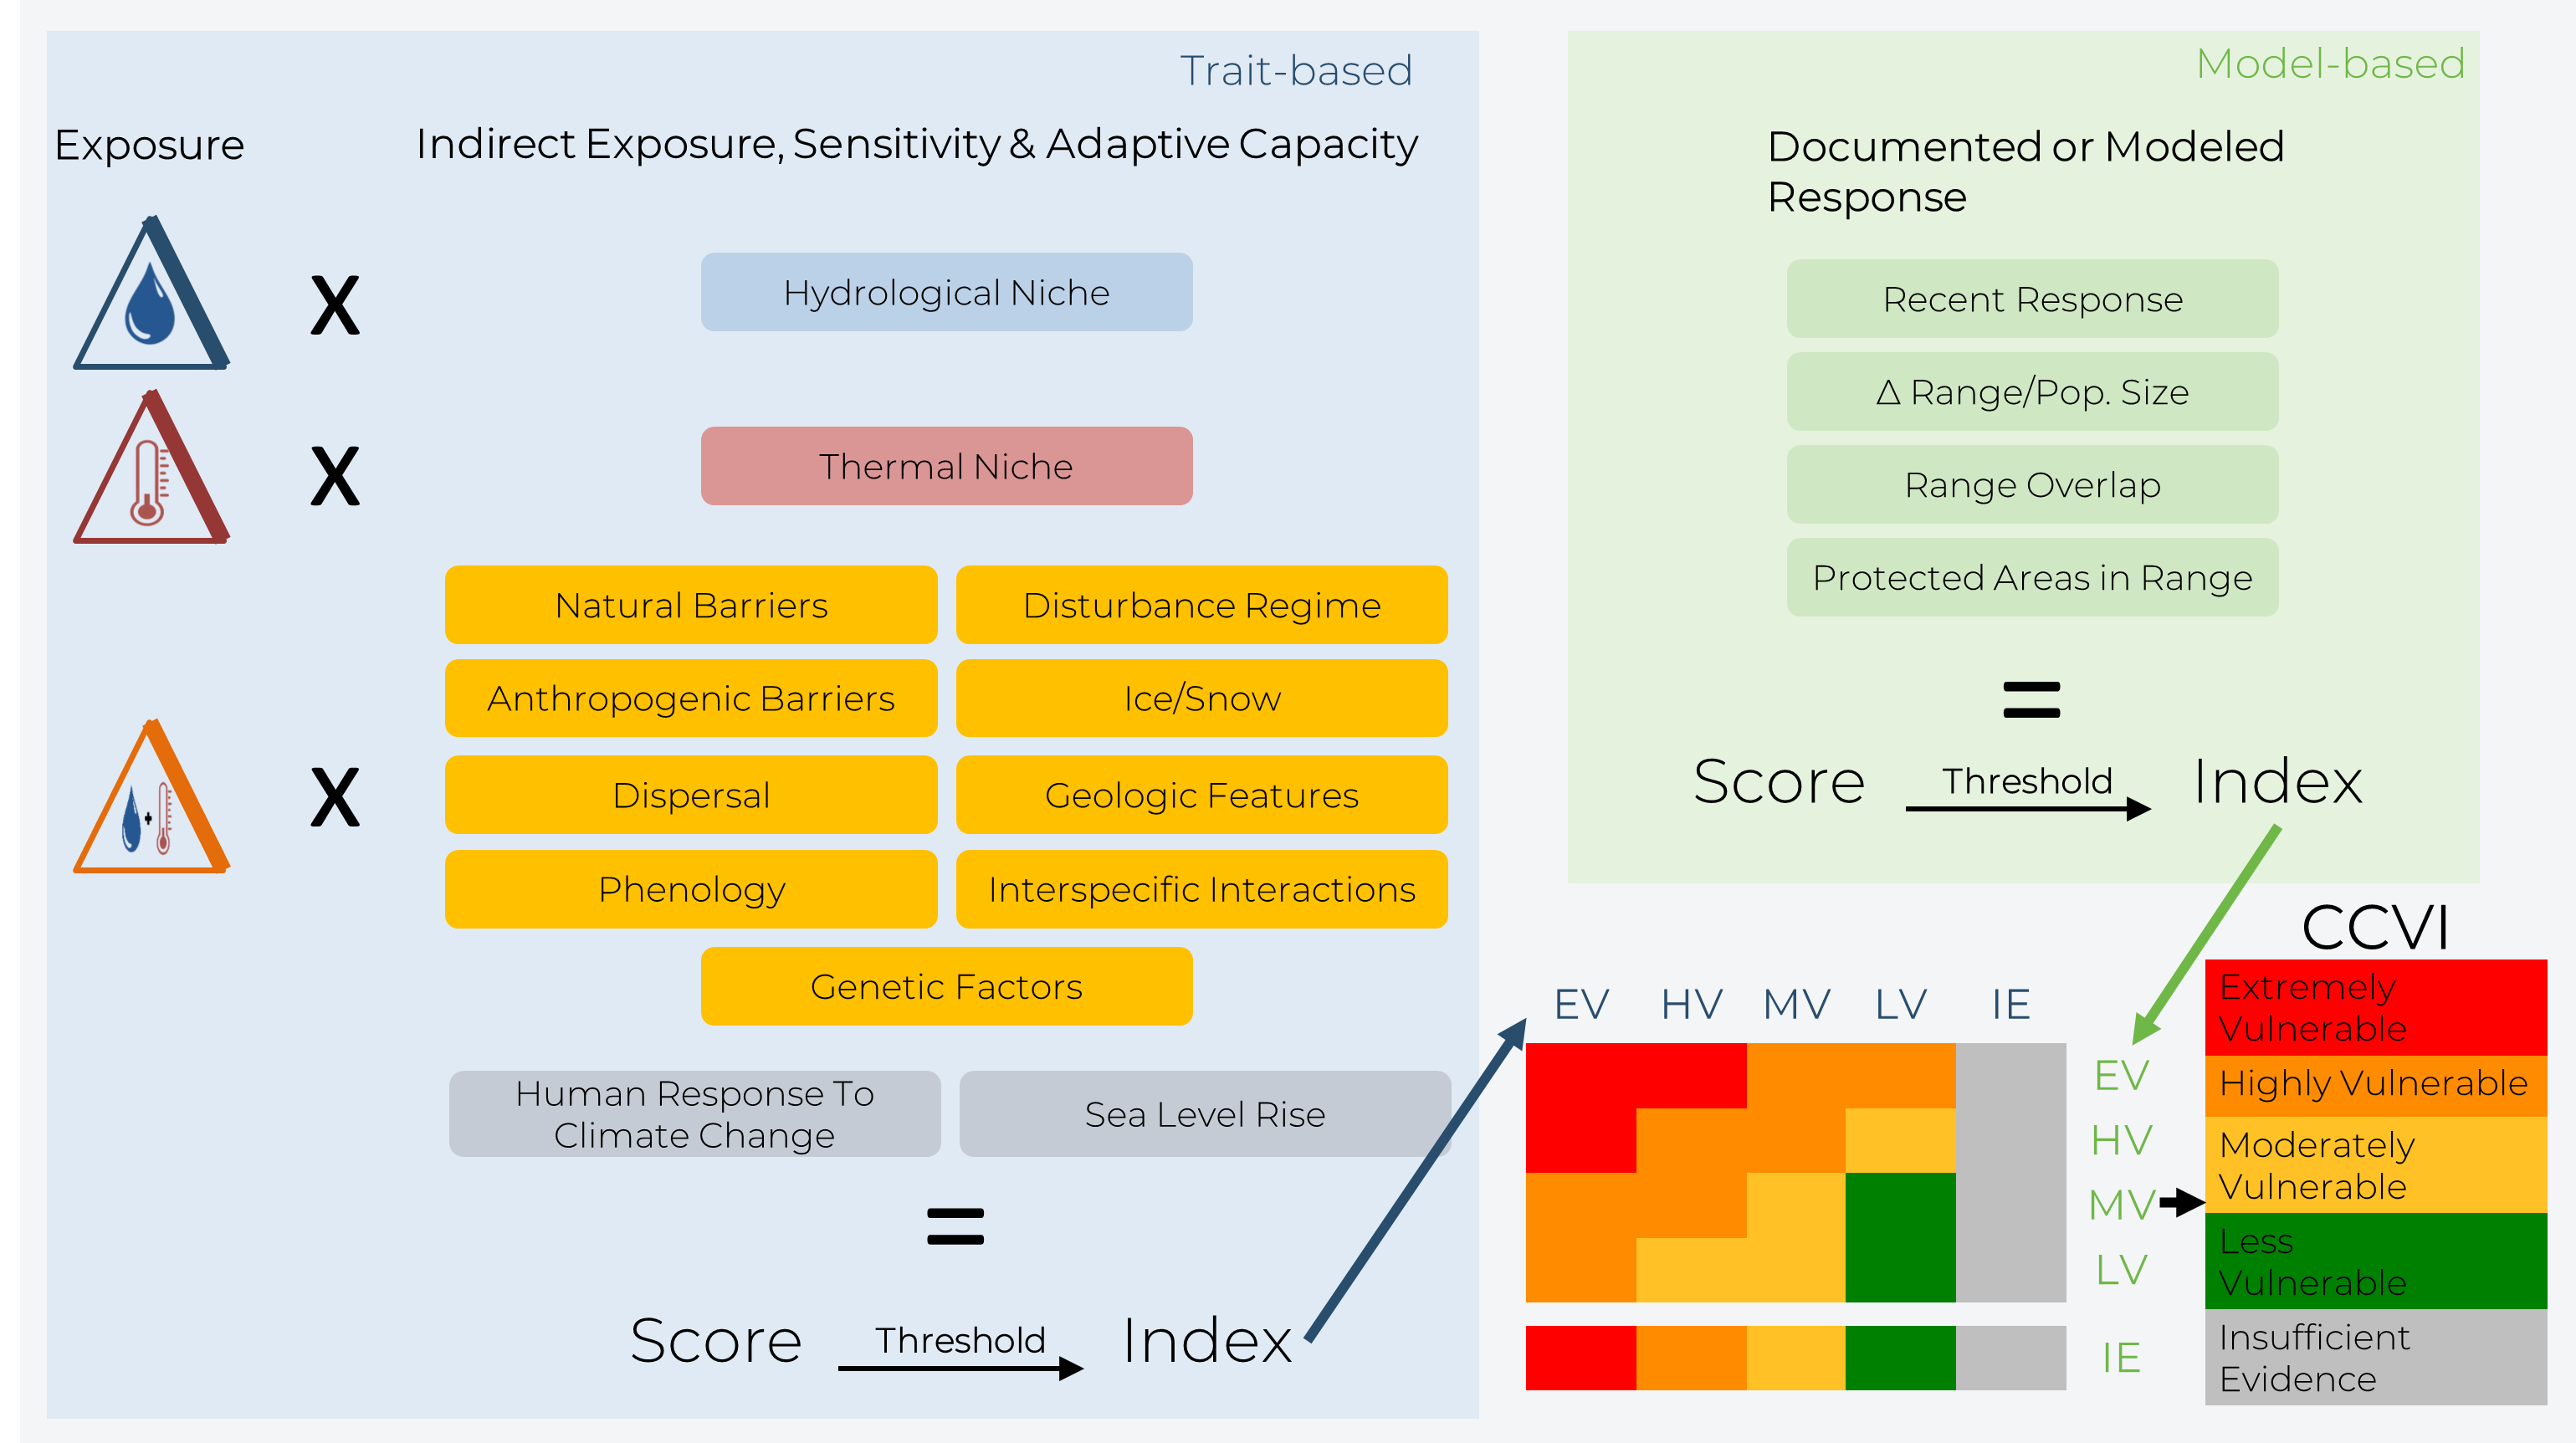 Trait-based
Exposure
Indirect Exposure, Sensitivity & Adaptive Capacity
X
Hydrological Niche
X
Thermal Niche
X
Natural Barriers
Disturbance Regime
Anthropogenic Barriers
Ice/Snow
Dispersal
Geologic Features
Phenology
Interspecific Interactions
Genetic Factors
Human Response To
Climate Change
Sea Level Rise
=
Score
Threshold
Index
Model-based
Documented or Modeled
Response
Recent Response
Δ Range/Pop. Size
Range Overlap
Protected Areas in Range
=
Score
Threshold
Index
EV HV MV LV IE
EV
HV
MV
LV
IE
CCVI
Extremely
Vulnerable
Highly Vulnerable
Moderately
Vulnerable
Less
Vulnerable
Insufficient
Evidence